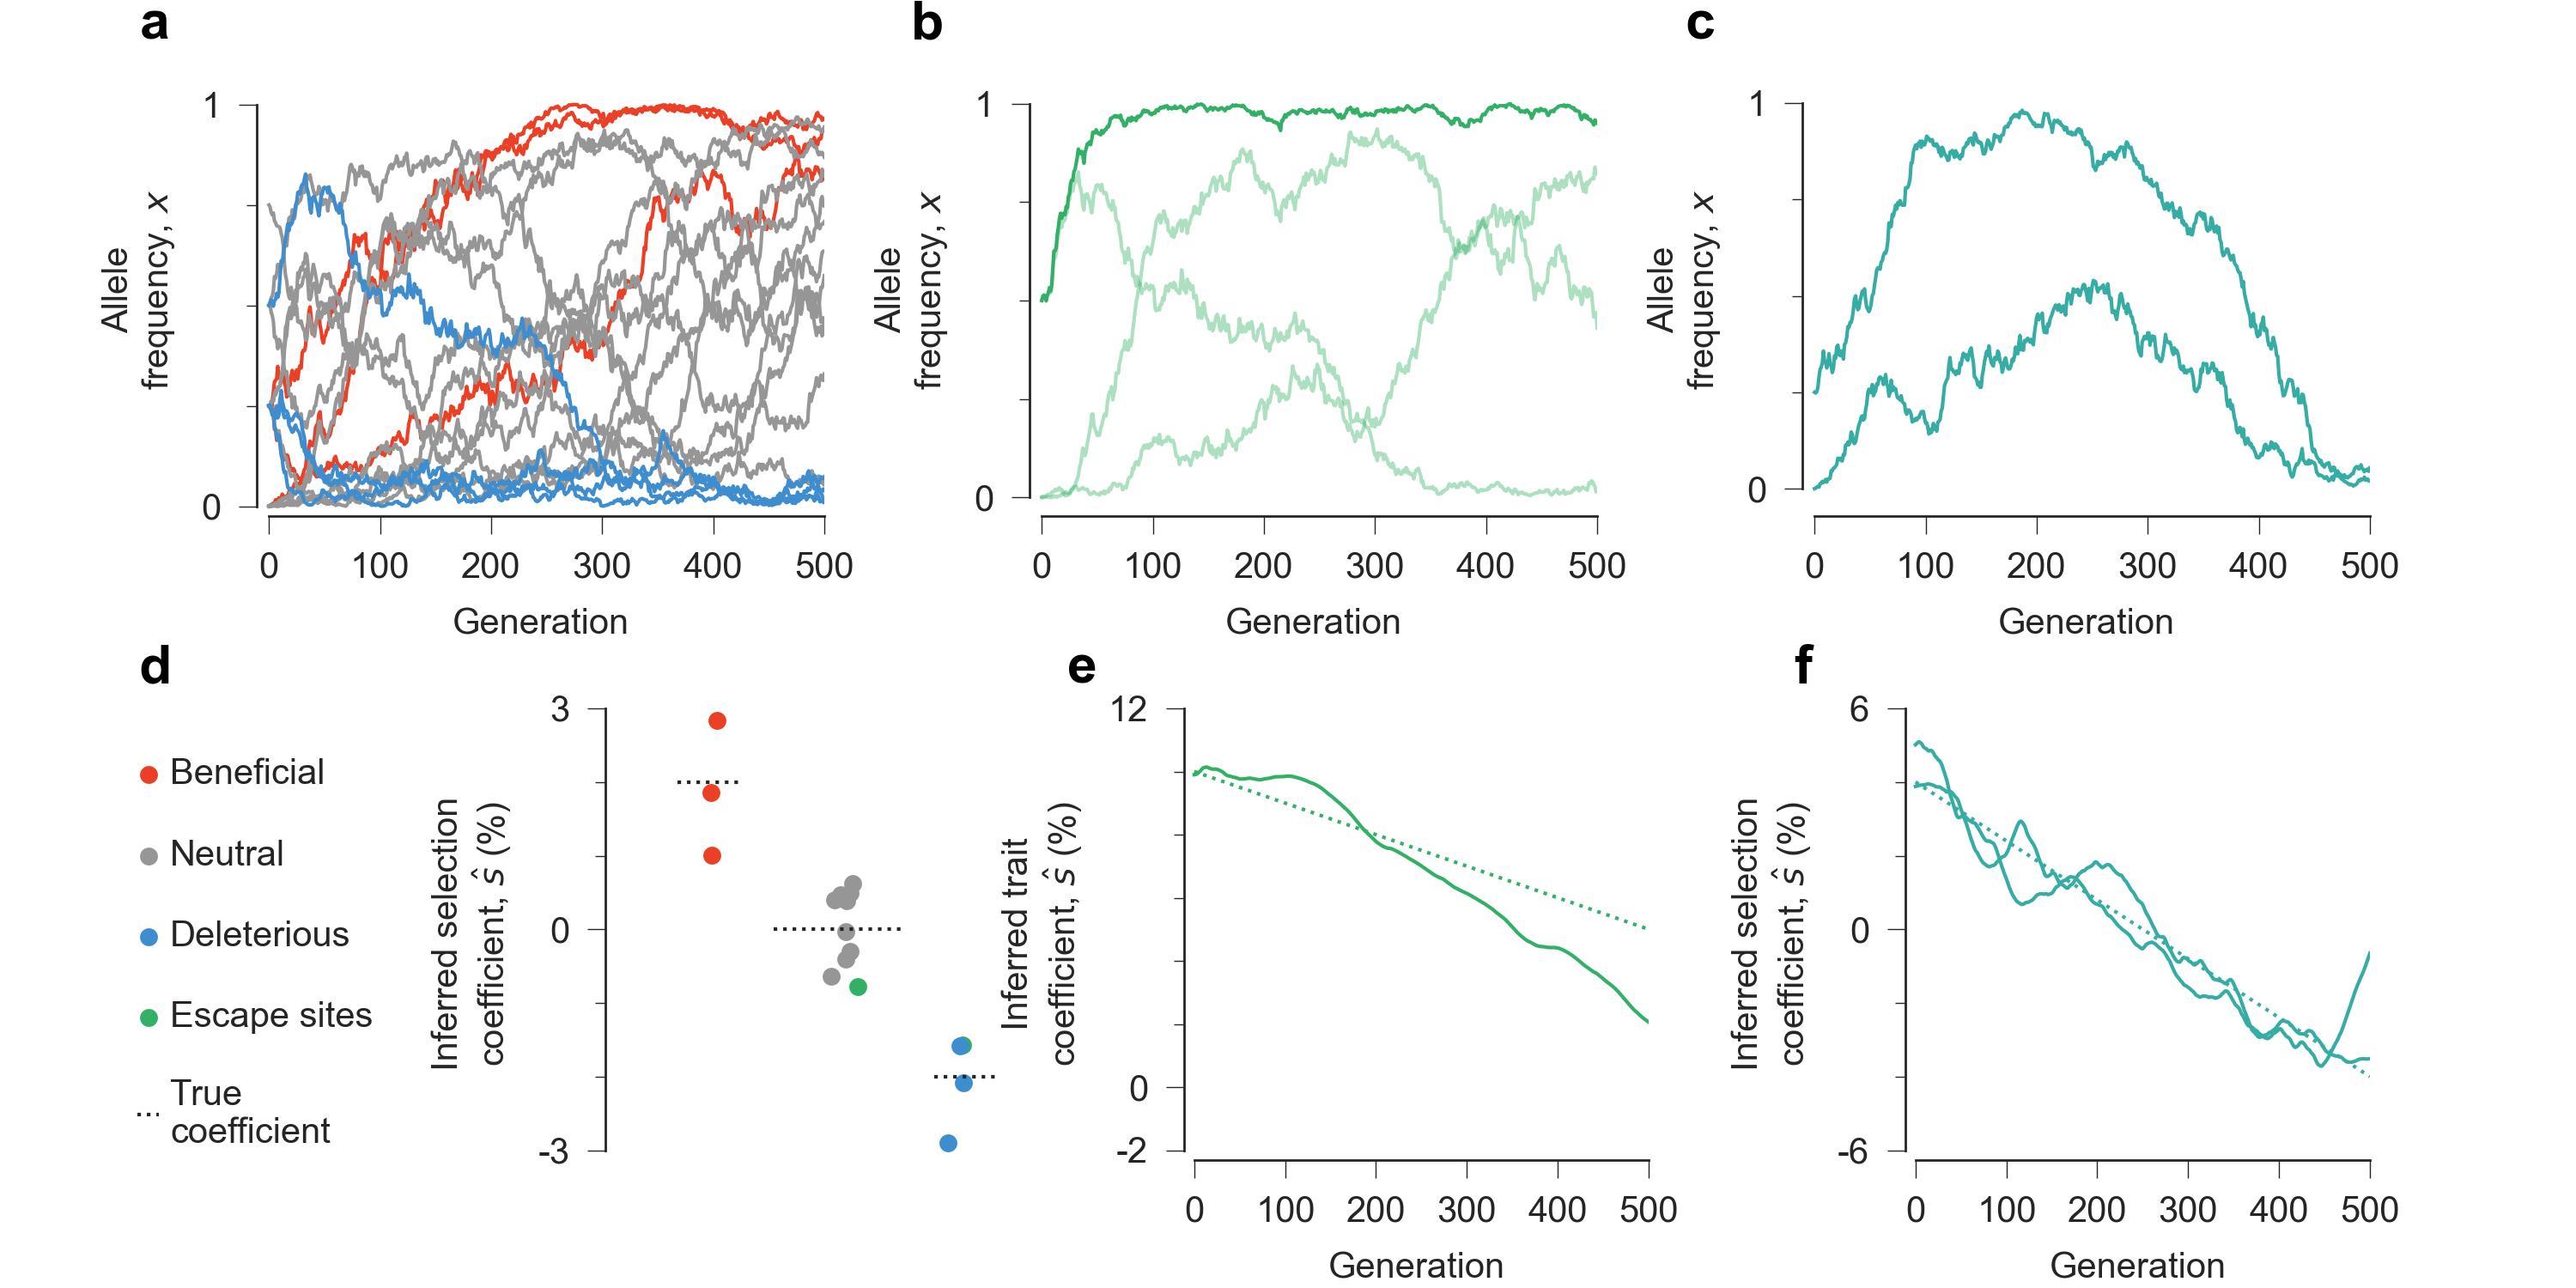 a
1
0
Allele
frequency, x
0 100 200 300 400 500
Generation
b
1
0
Allele
frequency, x
0 100 200 300 400 500
Generation
c
1
0
Allele
frequency, x
0 100 200 300 400 500
Generation
d
Beneficial
Neutral
Deleterious
Escape sites
True
coefficient
3
0
-3
Inferred selection
coefficient, ŝ (%)
e
12
0
-2
Inferred trait
coefficient, ŝ (%)
0 100 200 300 400 500
Generation
f
6
0
-6
Inferred selection
coefficient, ŝ (%)
0 100 200 300 400 500
Generation